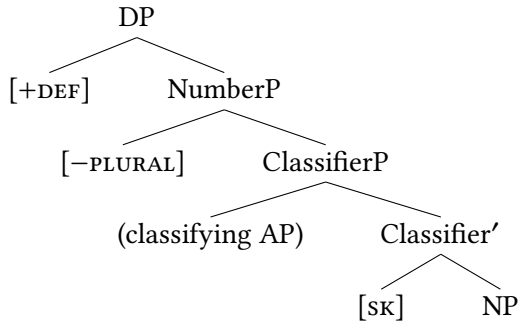 DP
[+DEF] NumberP
[−PLURAL] ClassifierP
(classifying AP) Classifier′
[SK] NP